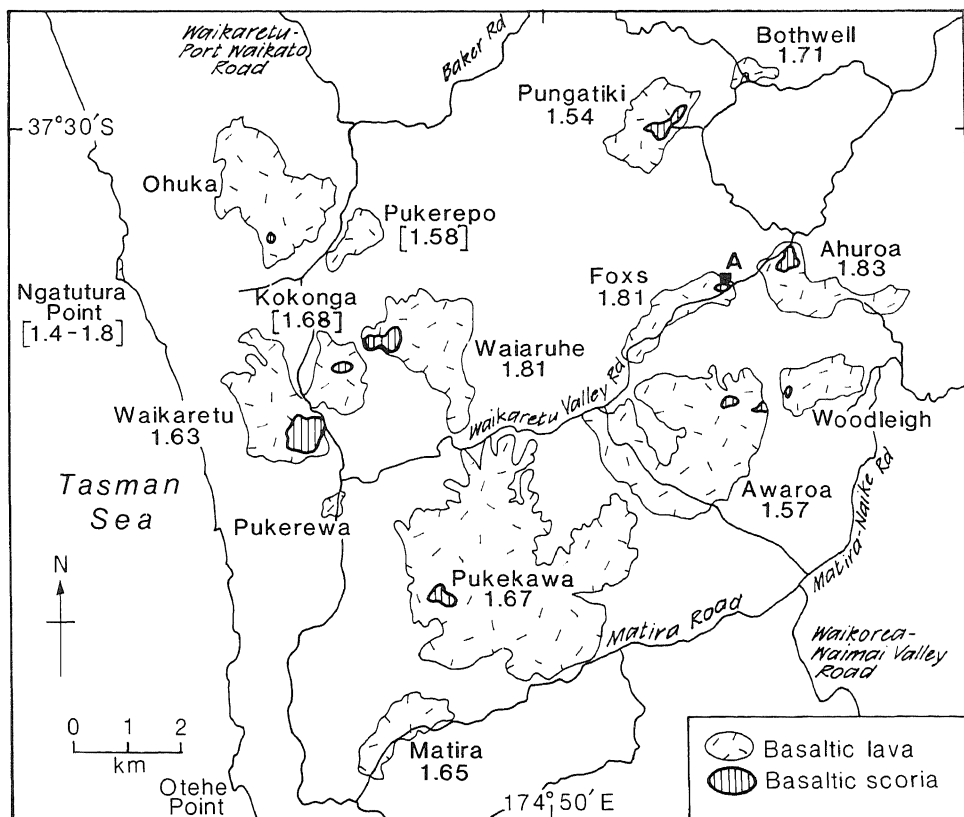 Waikaretu-
Port Waikato
Road
Baker Rd
Bothwell
1.71
Pungatiki
1.54
37°30′S
Ohuka
Pukerepo
[1.58]
A
Ahuroa
1.83
Foxs
1.81
Ngatutura
Point
[1.4-1.8]
Kokonga
[1.68]
Waiaruhe
1.81
Waikaretu Valley Rd
Waikaretu
1.63
Woodleigh
Tasman
Sea
Awaroa
1.57
Matira-Naike Rd
Pukerewa
N
Pukekawa
1.67
Matira Road
Waikorea-
Waimai Valley
Road
0 1 2
km
Matira
1.65
Otehe
Point
174°50′E
Basaltic lava
Basaltic scoria